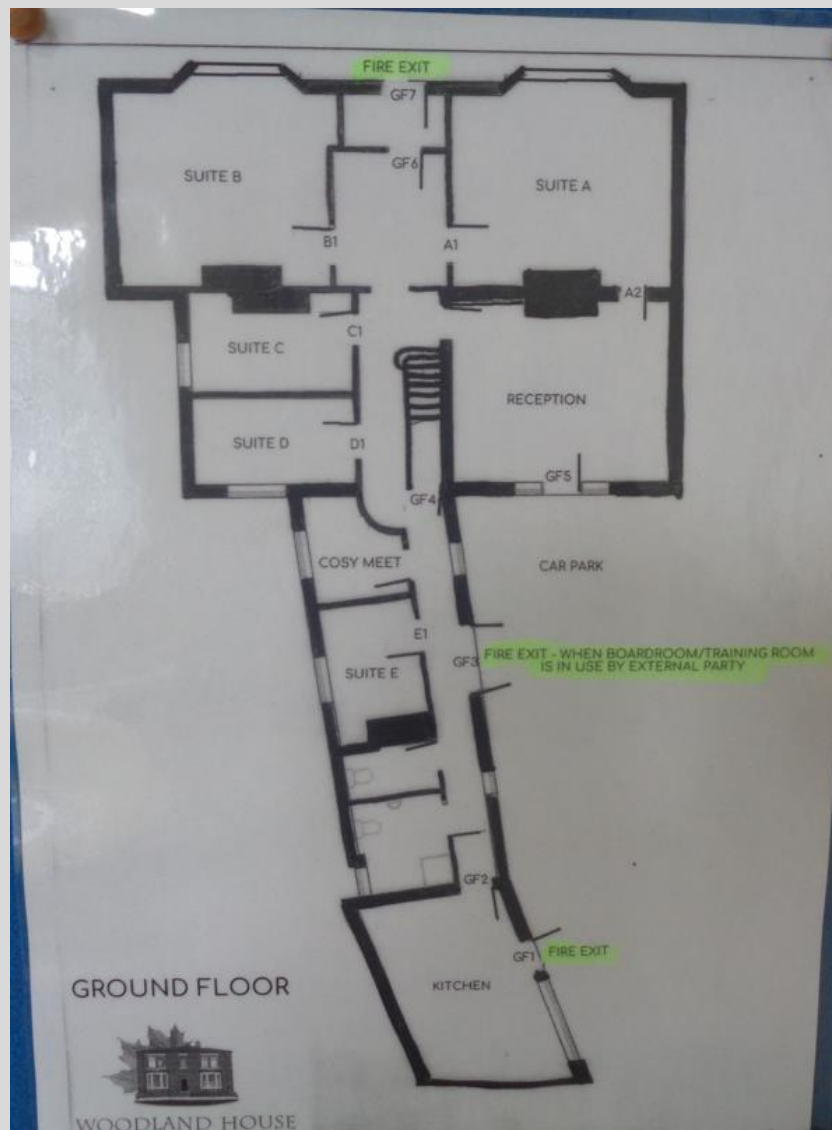 FIRE EXIT
GF7
GF6
SUITE B
SUITE A
B1
A1
A2
C1
SUITE C
RECEPTION
SUITE D
D1
GF5
GF4
COSY MEET
CAR PARK
E1
GF3
FIRE EXIT - WHEN BOARDROOM/TRAINING ROOM
IS IN USE BY EXTERNAL PARTY
SUITE E
GF2
GF1
FIRE EXIT
KITCHEN
GROUND FLOOR
WOODLAND HOUSE